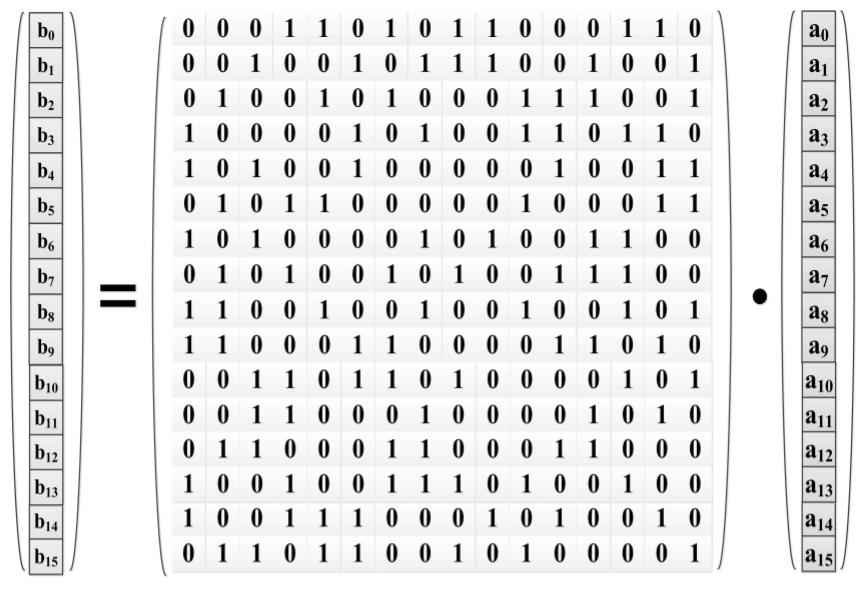 b₀ 0 0 0 1 1 0 1 0 1 1 0 0 0 1 1 0 a₀
b₁ 0 0 1 0 0 1 0 1 1 1 0 0 1 0 0 1 a₁
b₂ 0 1 0 0 1 0 1 0 0 0 1 1 1 0 0 1 a₂
b₃ 1 0 0 0 0 1 0 1 0 0 1 1 0 1 1 0 a₃
b₄ 1 0 1 0 0 1 0 0 0 0 0 1 0 0 1 1 a₄
b₅ 0 1 0 1 1 0 0 0 0 0 1 0 0 0 1 1 a₅
b₆ 1 0 1 0 0 0 0 1 0 1 0 0 1 1 0 0 a₆
b₇ 0 1 0 1 0 0 1 0 1 0 0 1 1 1 0 0 a₇
b₈ = 1 1 0 0 1 0 0 1 0 0 1 0 0 1 0 1 • a₈
b₉ 1 1 0 0 0 1 1 0 0 0 0 1 1 0 1 0 a₉
b₁₀ 0 0 1 1 0 1 1 0 1 0 0 0 0 1 0 1 a₁₀
b₁₁ 0 0 1 1 0 0 0 1 0 0 0 0 1 0 1 0 a₁₁
b₁₂ 0 1 1 0 0 0 1 1 0 0 0 1 1 0 0 0 a₁₂
b₁₃ 1 0 0 1 0 0 1 1 1 0 1 0 0 1 0 0 a₁₃
b₁₄ 1 0 0 1 1 1 0 0 0 1 0 1 0 0 1 0 a₁₄
b₁₅ 0 1 1 0 1 1 0 0 1 0 1 0 0 0 0 1 a₁₅